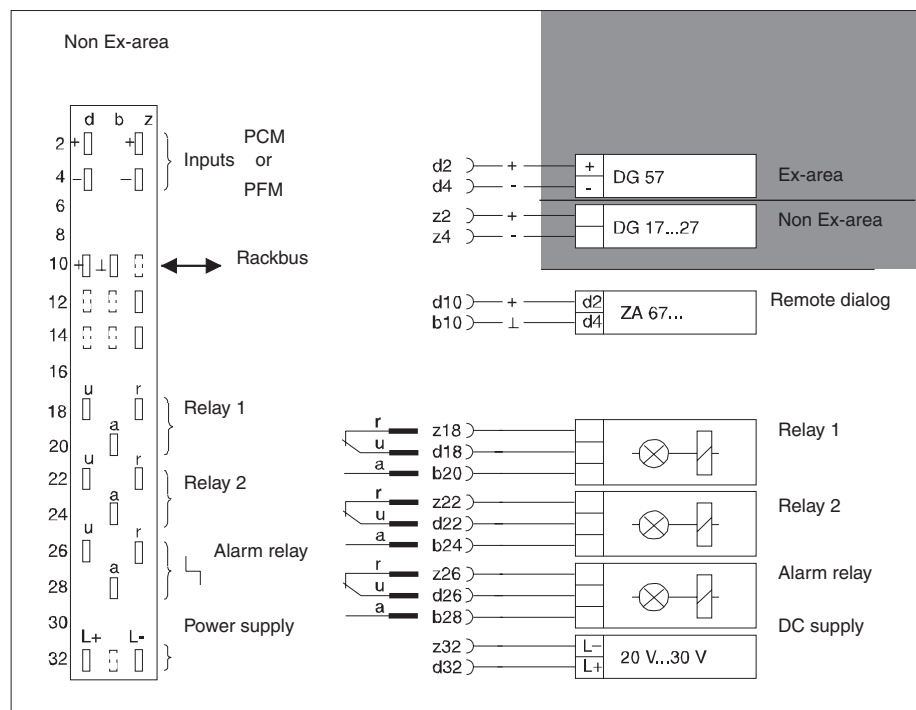 Non Ex-area
d b z
2 + +
PCM
Inputs or
4 – –
PFM
6
8
10 + ⊥
Rackbus
12
14
16
u r
18
Relay 1
a
20
u r
22
Relay 2
a
24
u r
26
Alarm relay
a
28
30
Power supply
L+ L-
32
d2 + + DG 57
Ex-area
d4 - -
z2 + DG 17...27
Non Ex-area
z4 -
d10 + d2 ZA 67...
Remote dialog
b10 ⊥ d4
r z18
Relay 1
u d18
a b20
r z22
Relay 2
u d22
a b24
r z26
Alarm relay
u d26
a b28
DC supply
z32 L– 20 V...30 V
d32 L+